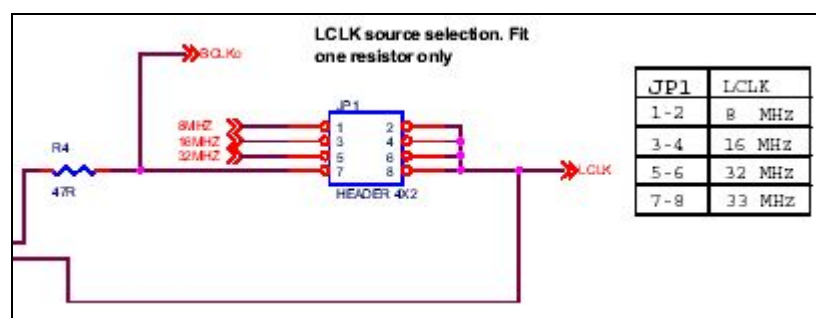 LCLK source selection. Fit
one resistor only
BCLKo
JP1
8MHZ
16MHZ
32MHZ
1 2
3 4
5 6
7 8
R4
47R
HEADER 4X2
LCLK
JP1 LCLK
1-2 8 MHz
3-4 16 MHz
5-6 32 MHz
7-8 33 MHz